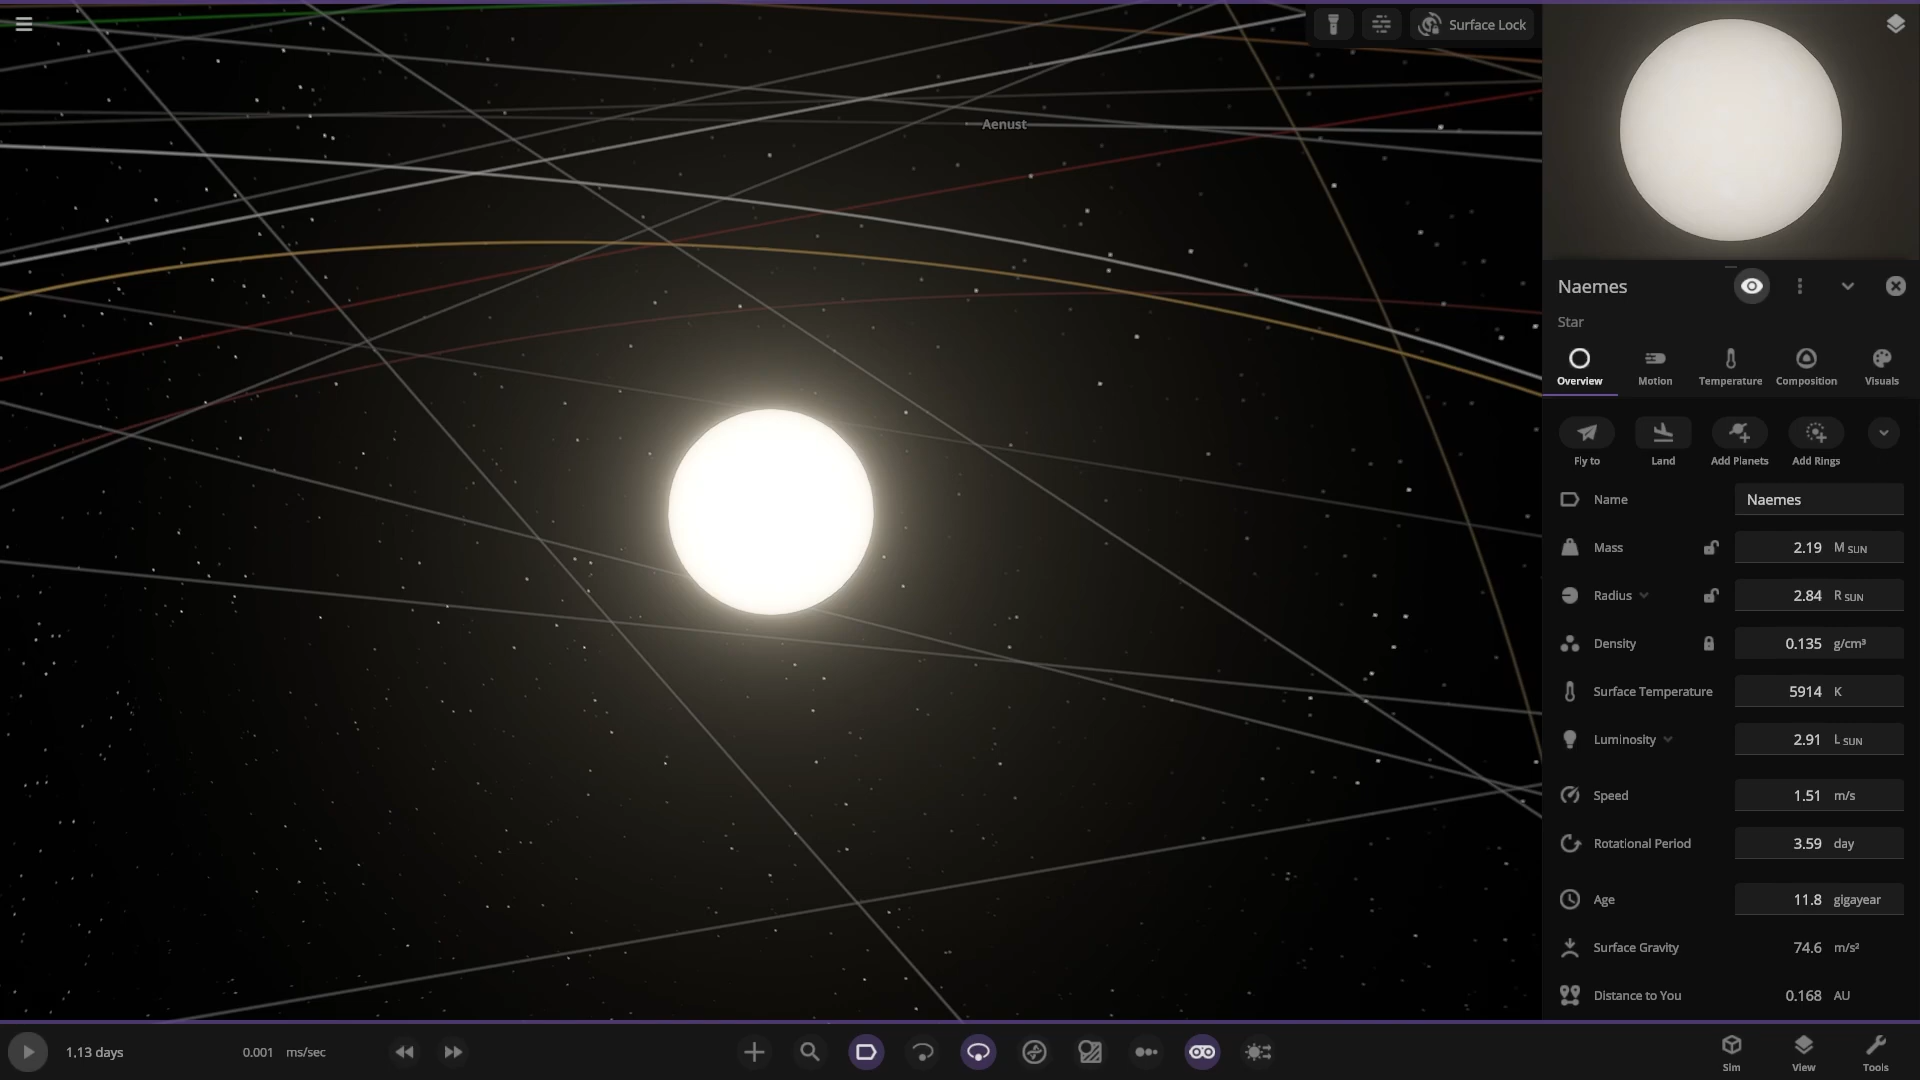 Surface Lock
Aenust
Naemes
Star
Overview
Motion
Temperature
Composition
Visuals
Fly to
Land
Add Planets
Add Rings
Name Naemes
Mass 2.19 M SUN
Radius 2.84 R SUN
Density 0.135 g/cm³
Surface Temperature 5914 K
Luminosity 2.91 L SUN
Speed 1.51 m/s
Rotational Period 3.59 day
Age 11.8 gigayear
Surface Gravity 74.6 m/s²
Distance to You 0.168 AU
1.13 days
0.001 ms/sec
Sim
View
Tools